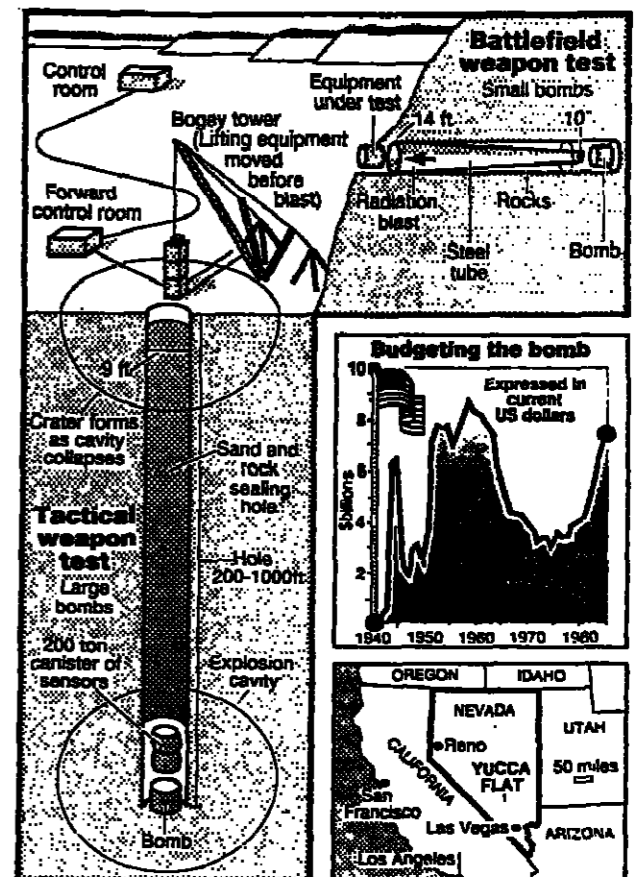 Battlefield
weapon test
Small bombs
Control
room
Equipment
under test
14 ft
10"
Bogey tower
(Lifting equipment
moved
before
blast)
Radiation
blast
Rocks
Steel
tube
Bomb
Forward
control room
9 ft
Crater forms
as cavity
collapses
Sand and
rock
sealing
hole
Tactical
weapon
test
Large
bombs
Hole
200-1000ft
200 ton
canister of
sensors
Explosion
cavity
Bomb
Budgeting the bomb
Expressed in
current
US dollars
$billions
10
8
6
4
2
1940 1950 1960 1970 1980
OREGON
IDAHO
NEVADA
UTAH
Reno
CALIFORNIA
YUCCA
FLAT
50 miles
San
Francisco
Las Vegas
ARIZONA
Los Angeles